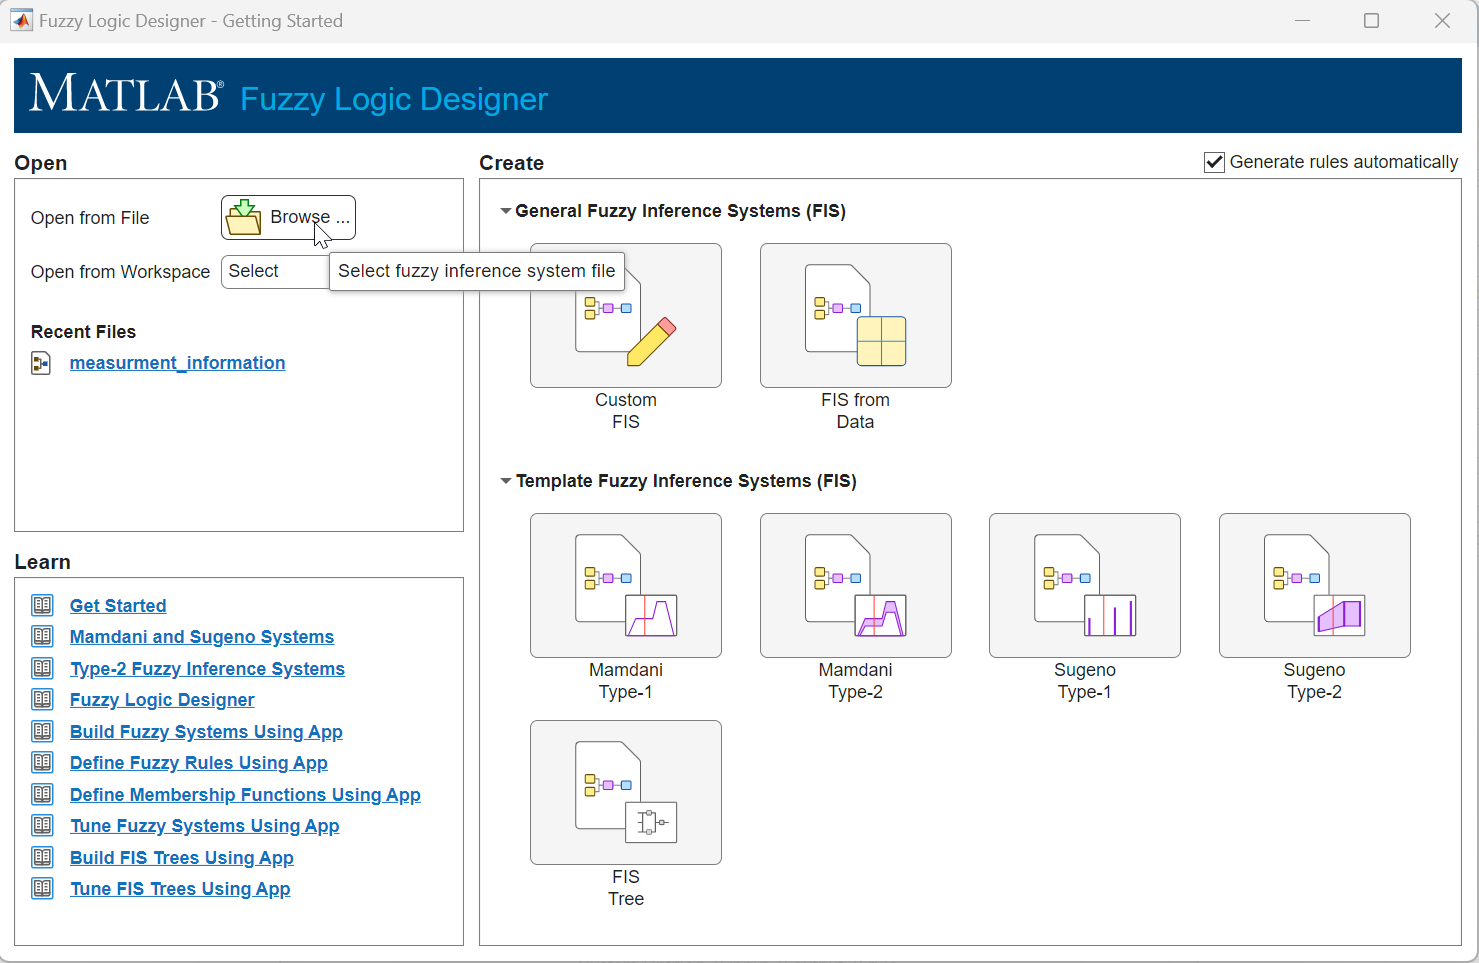 Fuzzy Logic Designer - Getting Started
MATLAB® Fuzzy Logic Designer
Open
Open from File
Browse ...
Open from Workspace
Select
Select fuzzy inference system file
Recent Files
measurment_information
Learn
Get Started
Mamdani and Sugeno Systems
Type-2 Fuzzy Inference Systems
Fuzzy Logic Designer
Build Fuzzy Systems Using App
Define Fuzzy Rules Using App
Define Membership Functions Using App
Tune Fuzzy Systems Using App
Build FIS Trees Using App
Tune FIS Trees Using App
Create
Generate rules automatically
General Fuzzy Inference Systems (FIS)
Custom
FIS
FIS from
Data
Template Fuzzy Inference Systems (FIS)
Mamdani
Type-1
Mamdani
Type-2
Sugeno
Type-1
Sugeno
Type-2
FIS
Tree